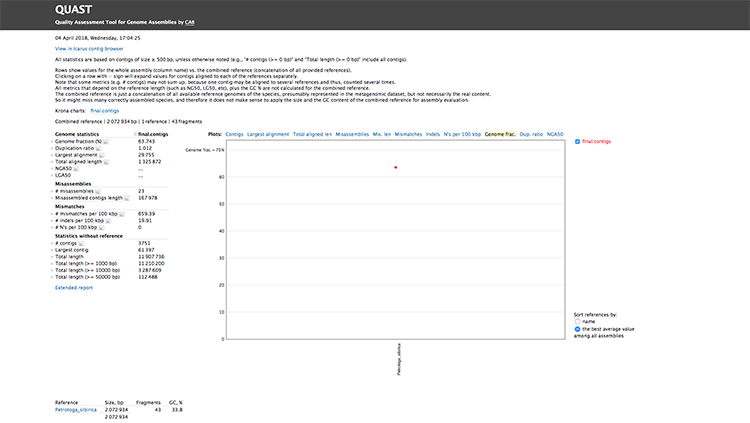 QUAST
Quality Assessment Tool for Genome Assemblies by CAB
04 April 2018, Wednesday, 17:04:25
View in Icarus contig browser
All statistics are based on contigs of size ≥ 500 bp, unless otherwise noted (e.g., "# contigs (>= 0 bp)" and "Total length (>= 0 bp)" include all contigs).
Rows show values for the whole assembly (column name) vs. the combined reference (concatenation of all provided references).
Clicking on a row with + sign will expand values for contigs aligned to each of the references separately.
Note that some metrics (e.g. # contigs) may not sum up, because one contig may be aligned to several references and thus, counted several times.
All metrics that depend on the reference length (such as NG50, LG50, etc), plus the GC % are not calculated for the combined reference.
The combined reference is just a concatenation of all available reference genomes of the species, presumably represented in the metagenomic dataset, but not necessarily the real content.
So it might miss many correctly assembled species, and therefore it does not make sense to apply the size and the GC content of the combined reference for assembly evaluation.
Krona charts: final.contigs
Combined reference | 2 072 934 bp | 1 reference | 43 fragments
Genome statistics final.contigs
Genome fraction (%) 63.743
Duplication ratio 1.012
Largest alignment 29 755
Total aligned length 1 325 872
NGA50 ...
LGA50 ...
Misassemblies
# misassemblies 23
Misassembled contigs length 167 978
Mismatches
# mismatches per 100 kbp 659.39
# indels per 100 kbp 19.91
# N's per 100 kbp 0
Statistics without reference
# contigs 3751
Largest contig 61 397
Total length 11 907 736
Total length (>= 1000 bp) 11 210 200
Total length (>= 10000 bp) 3 287 609
Total length (>= 50000 bp) 112 488
Extended report
Plots: Contigs Largest alignment Total aligned len Misassemblies Mis. len Mismatches Indels N's per 100 kbp Genome frac. Dup. ratio NGA50
Genome frac. = 70%
60
50
40
30
20
10
0
Petrotoga_sibirica
final.contigs
Sort references by:
name
the best average value
among all assemblies
Reference Size, bp Fragments GC, %
Petrotoga_sibirica 2 072 934 43 33.8
2 072 934